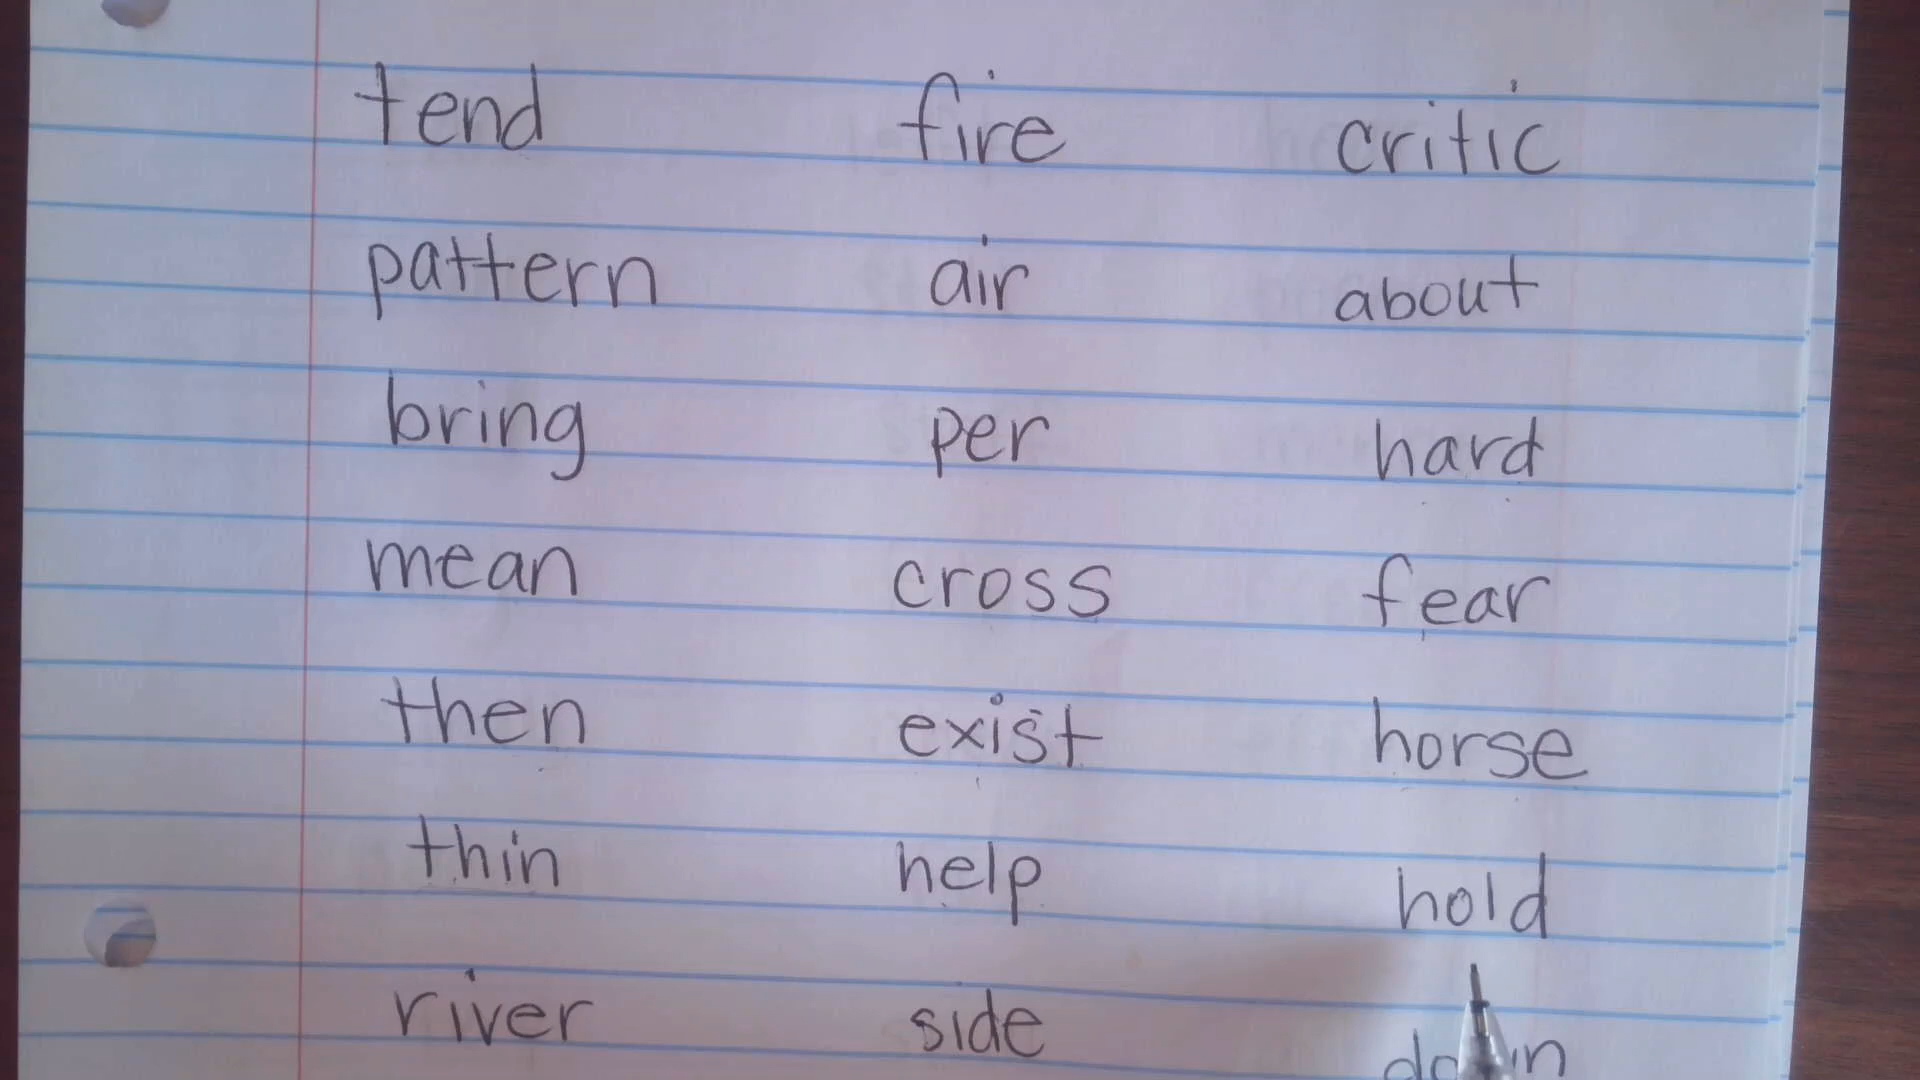 tend fire critic
pattern air about
bring per hard
mean cross fear
then exist horse
thin help hold
river side